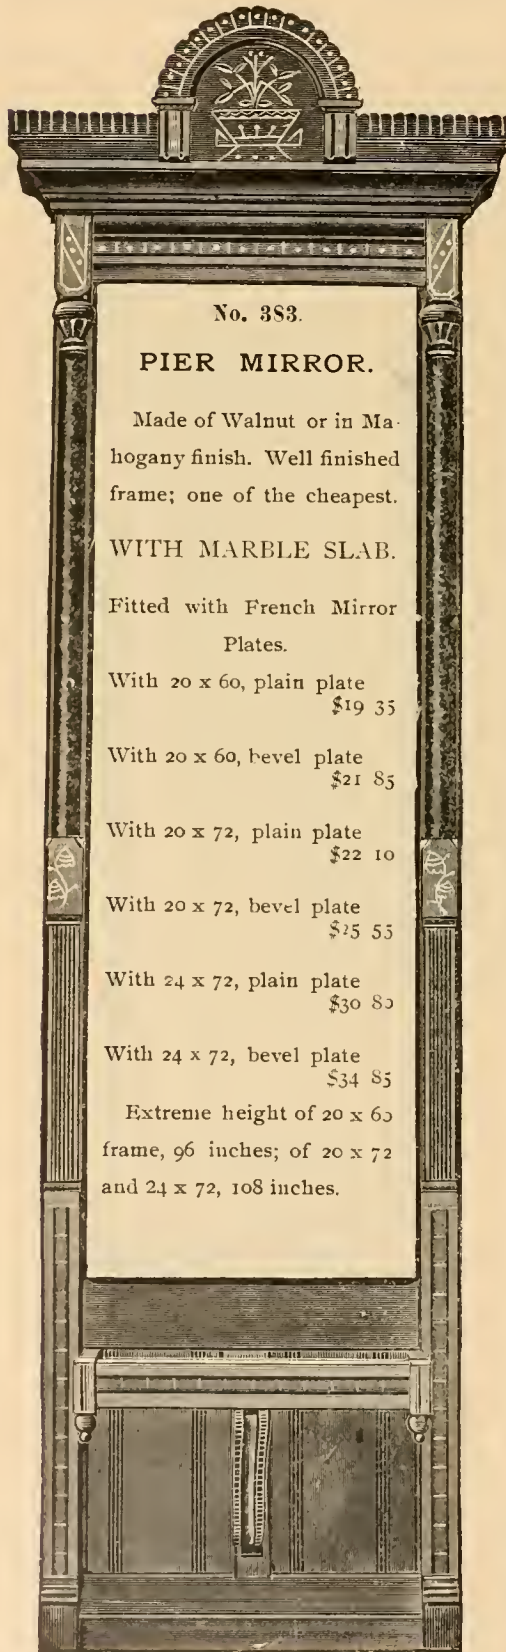 No. 383.
PIER MIRROR.
Made of Walnut or in Ma-
hogany finish. Well finished
frame; one of the cheapest.
WITH MARBLE SLAB.
Fitted with French Mirror
Plates.
With 20 x 60, plain plate
$19 35
With 20 x 60, bevel plate
$21 85
With 20 x 72, plain plate
$22 10
With 20 x 72, bevel plate
$25 55
With 24 x 72, plain plate
$30 80
With 24 x 72, bevel plate
$34 85
Extreme height of 20 x 60
frame, 96 inches; of 20 x 72
and 24 x 72, 108 inches.